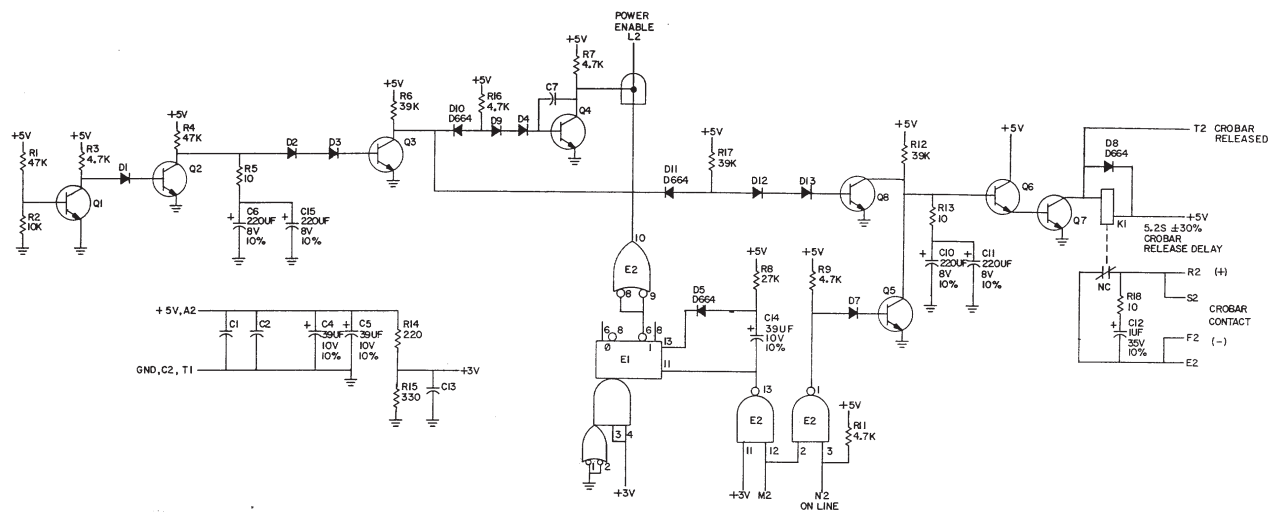 POWER
ENABLE
L2
+5V
R7
4.7K
+5V
R6
39K
D10
D664
+5V
R16
4.7K
D9
D4
C7
Q4
+5V
R4
47K
+5V
R1
47K
+5V
R3
4.7K
D1
Q2
R5
10
D2
D3
Q3
R2
10K
Q1
C6
220UF
8V
10%
C15
220UF
8V
10%
D11
D664
+5V
R17
39K
D12
D13
Q8
+5V
R12
39K
+5V
Q6
R13
10
Q7
D8
D664
K1
T2 CROBAR
RELEASED
+5V
5.2S ±30%
CROBAR
RELEASE DELAY
C10
220UF
8V
10%
C11
220UF
8V
10%
NC
R18
10
C12
1UF
35V
10%
R2 (+)
S2
CROBAR
CONTACT
F2
(-)
E2
+5V,A2
C1
C2
C4
39UF
10V
10%
C5
39UF
10V
10%
R14
220
GND,C2,T1
R15
330
C13
+3V
10
E2
8
9
D5
D664
+5V
R8
27K
C14
39UF
10V
10%
+5V
R9
4.7K
D7
Q5
6
8
6
8
0
1
13
E1
11
3
4
1
2
+3V
13
E2
11
12
+3V
M2
1
E2
2
3
+5V
R11
4.7K
N2
ON LINE